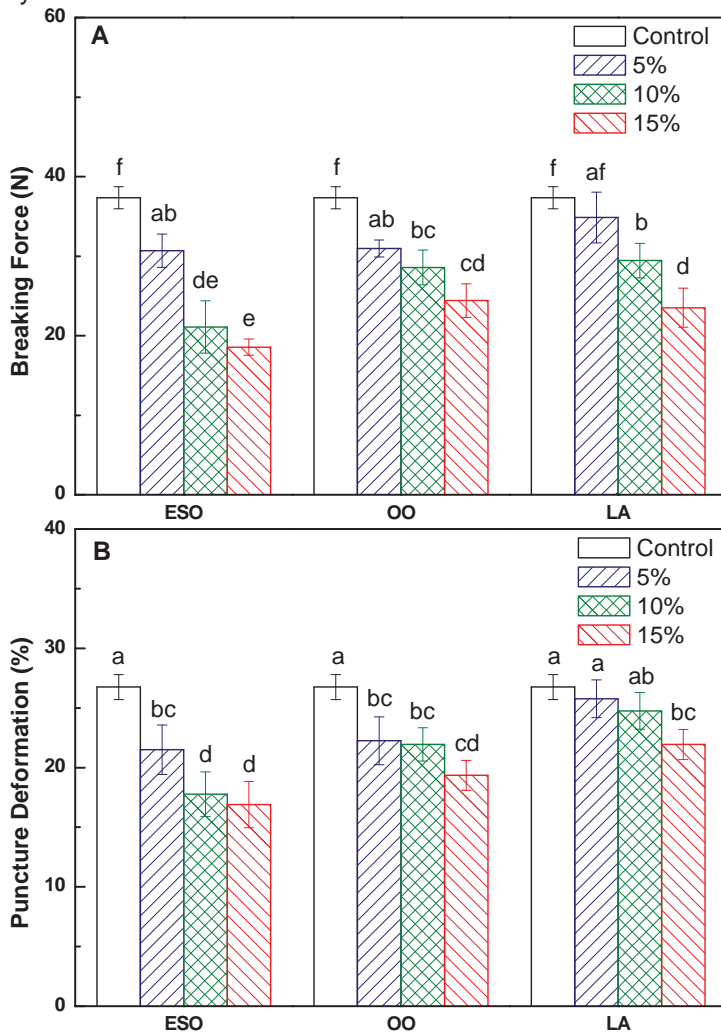 60
A
Control
5%
10%
15%
f
f
f
40
af
ab
ab
b
bc
de
cd
d
e
20
0
Breaking Force (N)
ESO
OO
LA
40
B
Control
5%
10%
15%
30
a
a
a
a
ab
bc
bc
bc
bc
d
d
cd
20
10
0
Puncture Deformation (%)
ESO
OO
LA